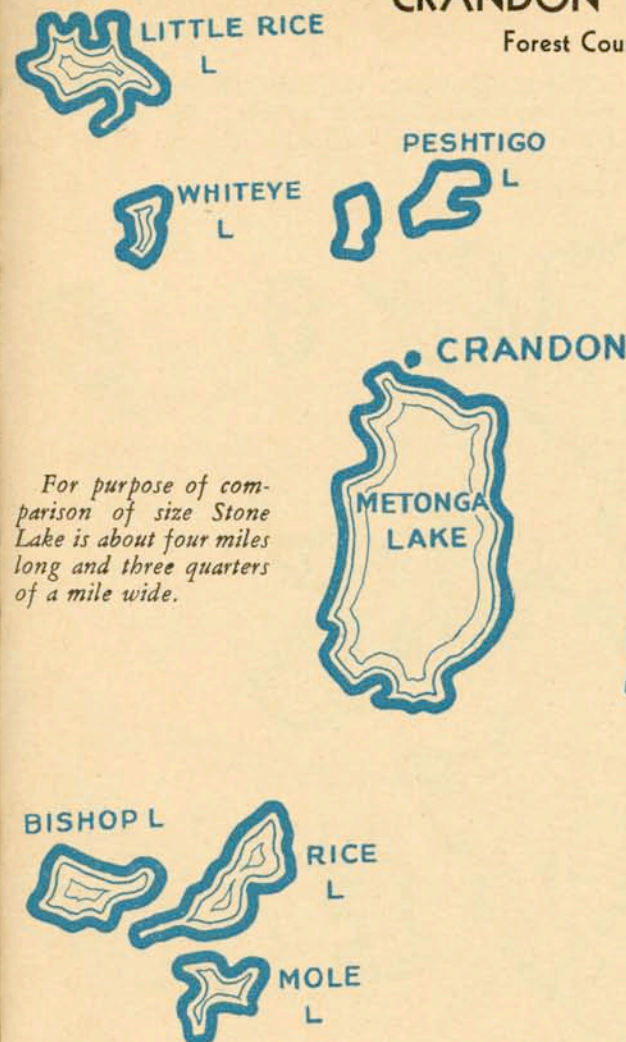 CRANDON
Forest Cou
LITTLE RICE
L
PESHTIGO
L
WHITEYE
L
CRANDON
For purpose of com-
parison of size Stone
Lake is about four miles
long and three quarters
of a mile wide.
METONGA
LAKE
BISHOP L
RICE
L
MOLE
L